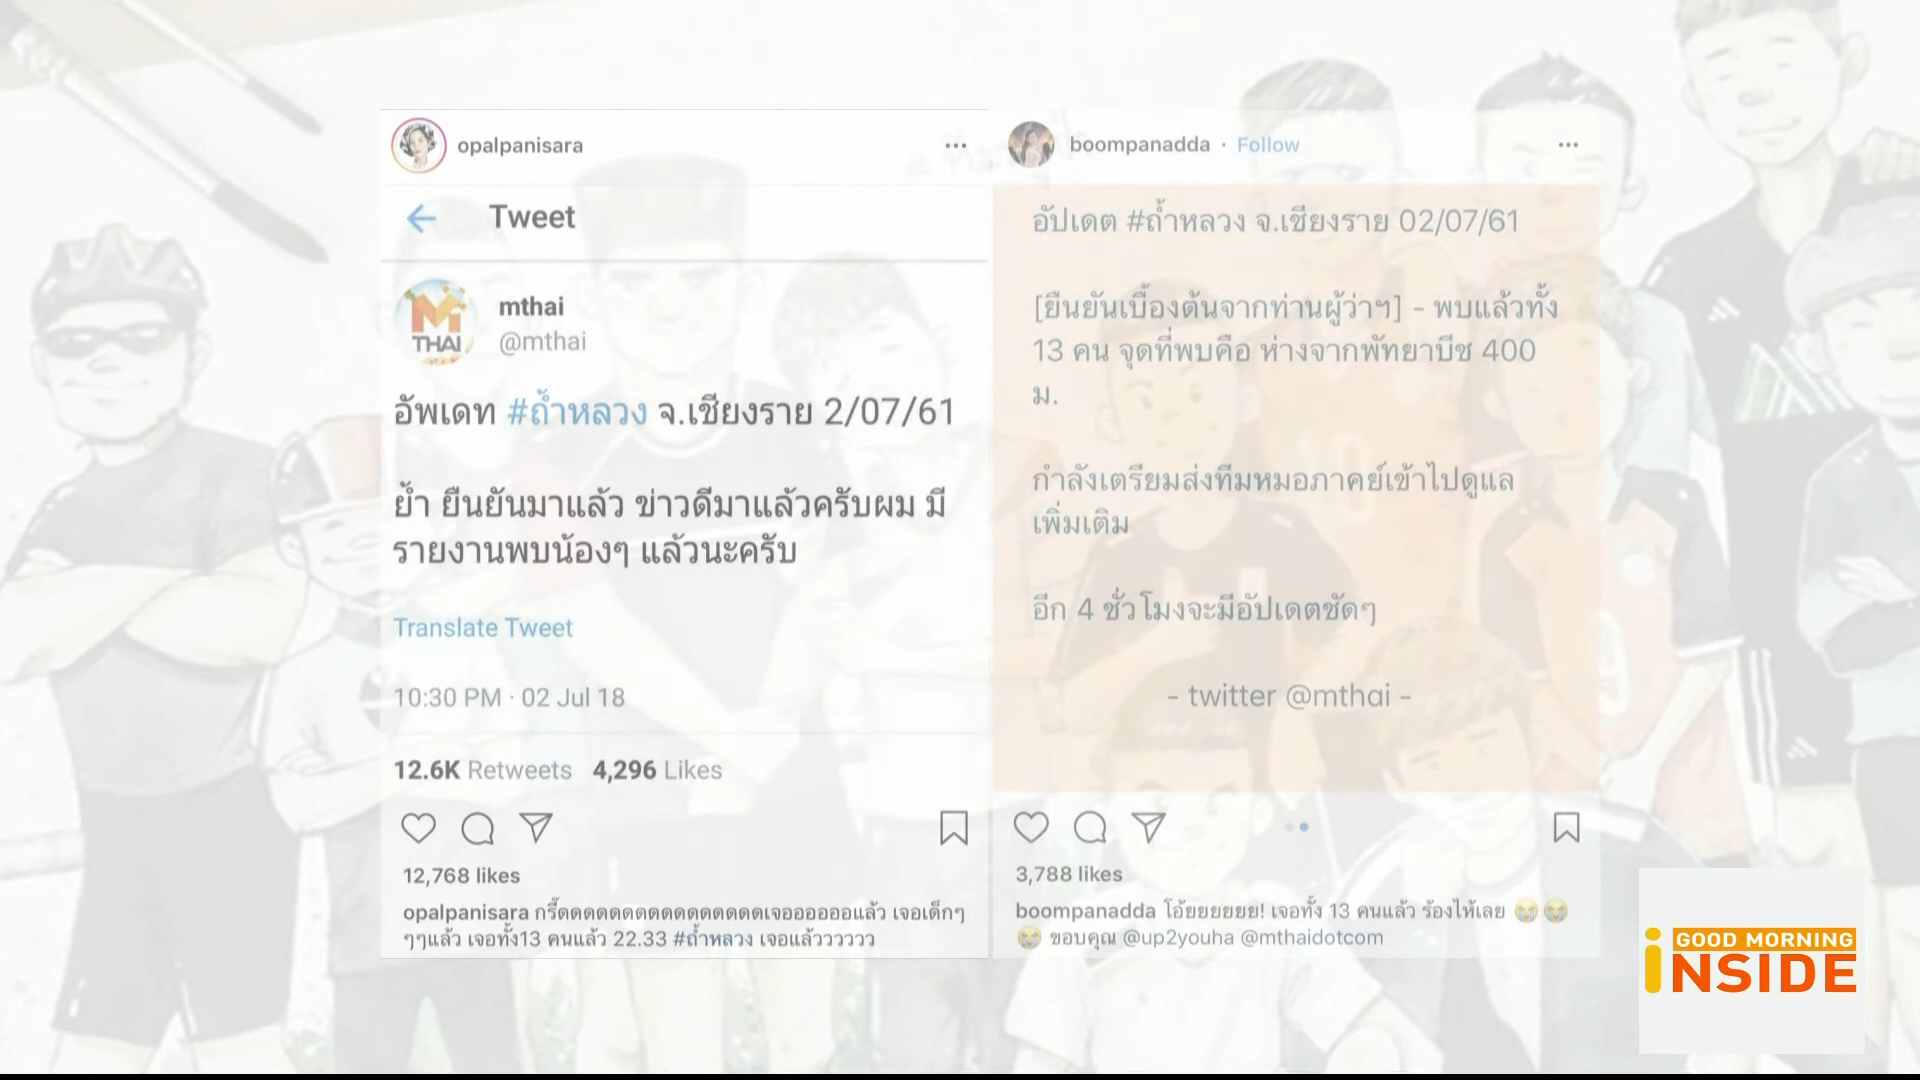 opalpanisara
Tweet
mthai
@mthai
อัพเดท #ถ้ำหลวง จ.เชียงราย 2/07/61
ย้ำ ยืนยันมาแล้ว ข่าวดีมาแล้วครับผม มี
รายงานพบน้องๆ แล้วนะครับ
Translate Tweet
10:30 PM · 02 Jul 18
12.6K Retweets 4,296 Likes
12,768 likes
opalpanisara กรี๊ดดดดดดดดดดดดดดดดดเจออออออแล้ว เจอเด็กๆ
ๆๆแล้ว เจอทั้ง13 คนแล้ว 22.33 #ถ้ำหลวง เจอแล้วววววว
boompanadda · Follow
อัปเดต #ถ้ำหลวง จ.เชียงราย 02/07/61
[ยืนยันเบื้องต้นจากท่านผู้ว่าฯ] - พบแล้วทั้ง
13 คน จุดที่พบคือ ห่างจากพัทยาบีช 400
ม.
กำลังเตรียมส่งทีมหมอภาคย์เข้าไปดูแล
เพิ่มเติม
อีก 4 ชั่วโมงจะมีอัปเดตชัดๆ
- twitter @mthai -
3,788 likes
boompanadda โอ้ยยยยยย! เจอทั้ง 13 คนแล้ว ร้องไห้เลย 😭 😭
😭 ขอบคุณ @up2youha @mthaidotcom
GOOD MORNING
iNSIDE